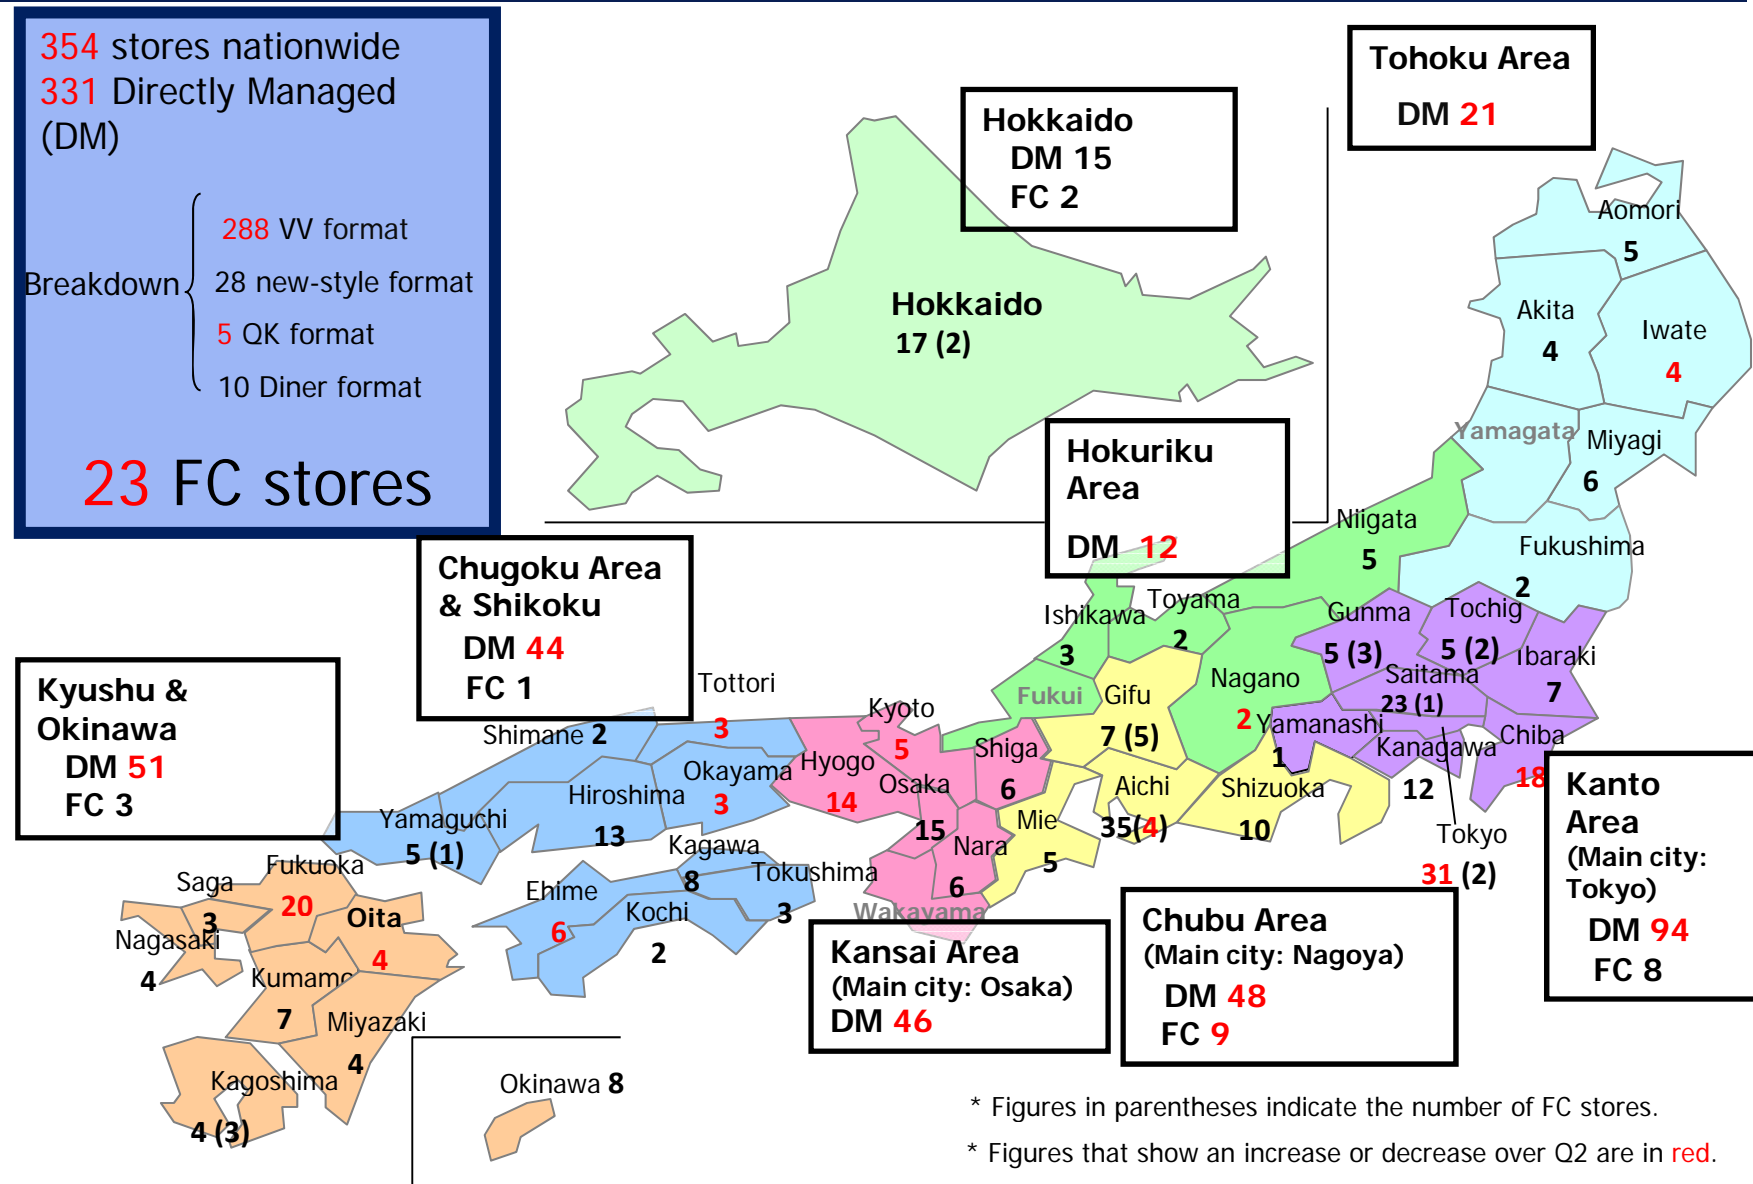 354 stores nationwide
331 Directly Managed
(DM)
Breakdown
288 VV format
28 new-style format
5 QK format
10 Diner format
23 FC stores
Hokkaido
DM 15
FC 2
Tohoku Area
DM 21
Hokkaido
17 (2)
Aomori
5
Akita
4
Iwate
4
Yamagata
Miyagi
6
Fukushima
2
Hokuriku
Area
DM 12
Niigata
5
Ishikawa
3
Toyama
2
Fukui
Nagano
2
Gunma
5 (3)
Tochig
5 (2)
Ibaraki
7
Saitama
23 (1)
Yamanashi
1
Kanagawa
12
Chiba
18
Tokyo
31 (2)
Kanto
Area
(Main city:
Tokyo)
DM 94
FC 8
Gifu
7 (5)
Aichi
35(4)
Shizuoka
10
Mie
5
Chubu Area
(Main city: Nagoya)
DM 48
FC 9
Kyoto
5
Shiga
6
Hyogo
14
Osaka
15
Nara
6
Wakayama
Kansai Area
(Main city: Osaka)
DM 46
Chugoku Area
& Shikoku
DM 44
FC 1
Tottori
3
Shimane 2
Okayama
3
Hiroshima
13
Yamaguchi
5 (1)
Kagawa
8
Tokushima
3
Ehime
6
Kochi
2
Kyushu &
Okinawa
DM 51
FC 3
Fukuoka
20
Saga
3
Nagasaki
4
Oita
4
Kumamo
7
Miyazaki
4
Kagoshima
4 (3)
Okinawa 8
* Figures in parentheses indicate the number of FC stores.
* Figures that show an increase or decrease over Q2 are in red.